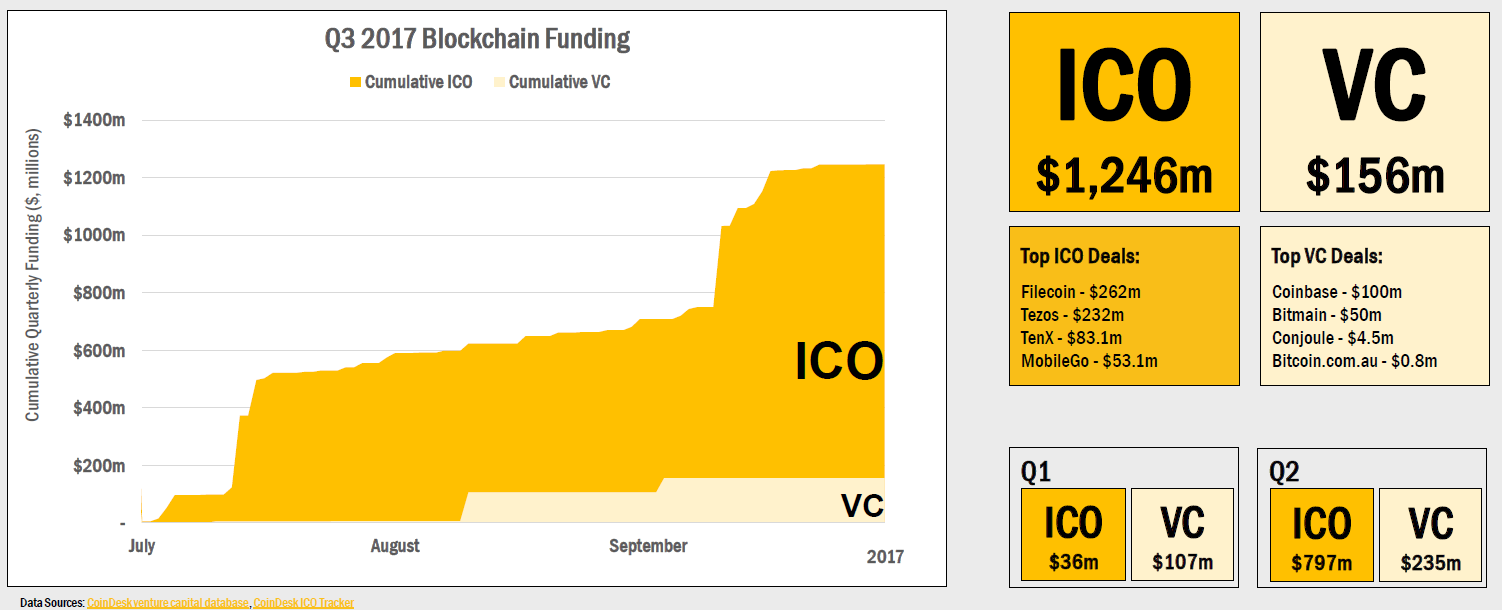 Q3 2017 Blockchain Funding
Cumulative ICO Cumulative VC
Cumulative Quarterly Funding ($, millions)
$1400m
$1200m
$1000m
$800m
$600m
$400m
$200m
-
ICO
VC
July August September 2017
Data Sources: CoinDesk venture capital database, CoinDesk ICO Tracker
ICO
$1,246m
VC
$156m
Top ICO Deals:
Filecoin - $262m
Tezos - $232m
TenX - $83.1m
MobileGo - $53.1m
Top VC Deals:
Coinbase - $100m
Bitmain - $50m
Conjoule - $4.5m
Bitcoin.com.au - $0.8m
Q1
ICO
$36m
VC
$107m
Q2
ICO
$797m
VC
$235m